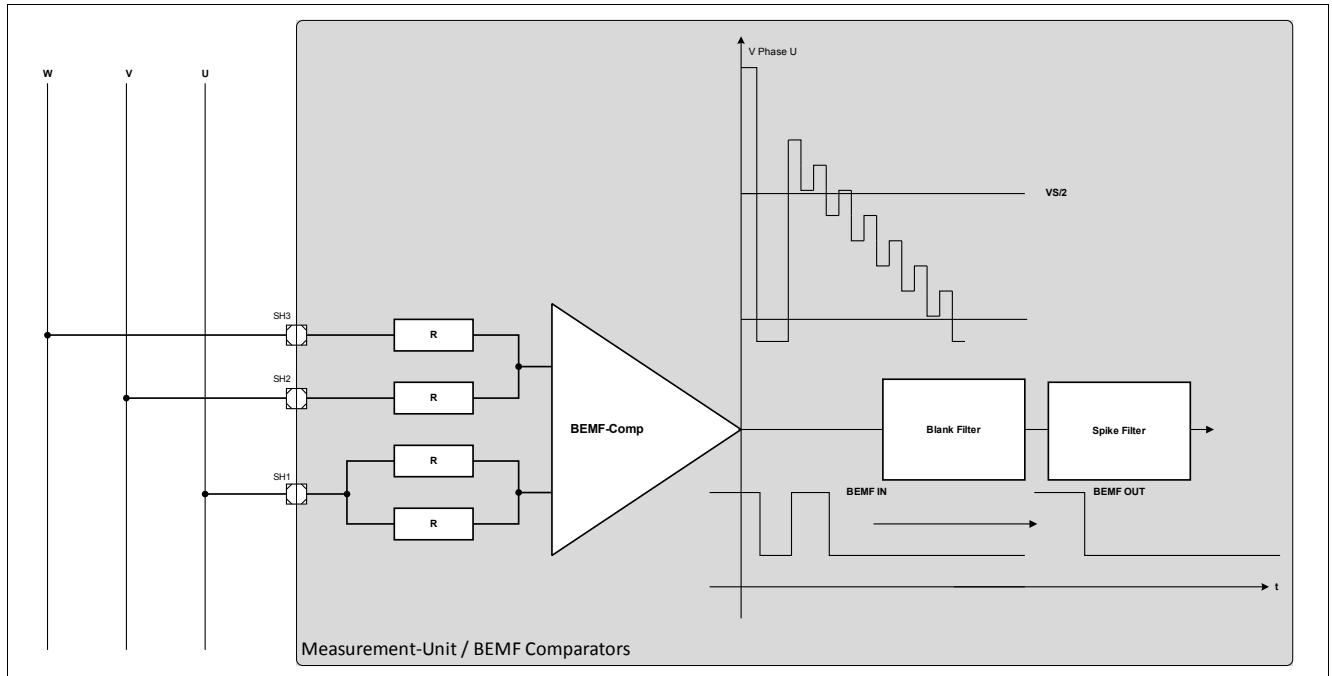 V Phase U
W
V
U
VS/2
SH3
R
SH2
R
BEMF-Comp
Blank Filter
Spike Filter
R
SH1
BEMF IN
BEMF OUT
R
t
Measurement-Unit / BEMF Comparators